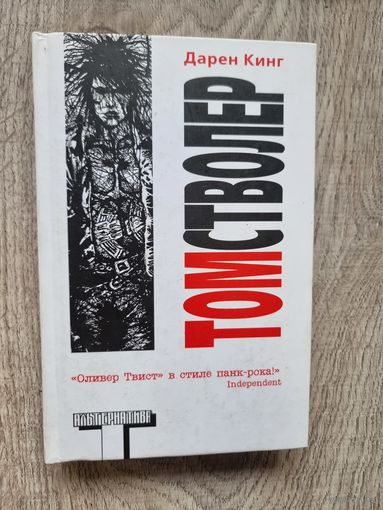 Дарен Кинг
ТОМСТВОЛЕР
«Оливер Твист» в стиле панк-рока!»
Independent
АЛЬТЕРНАТИВА